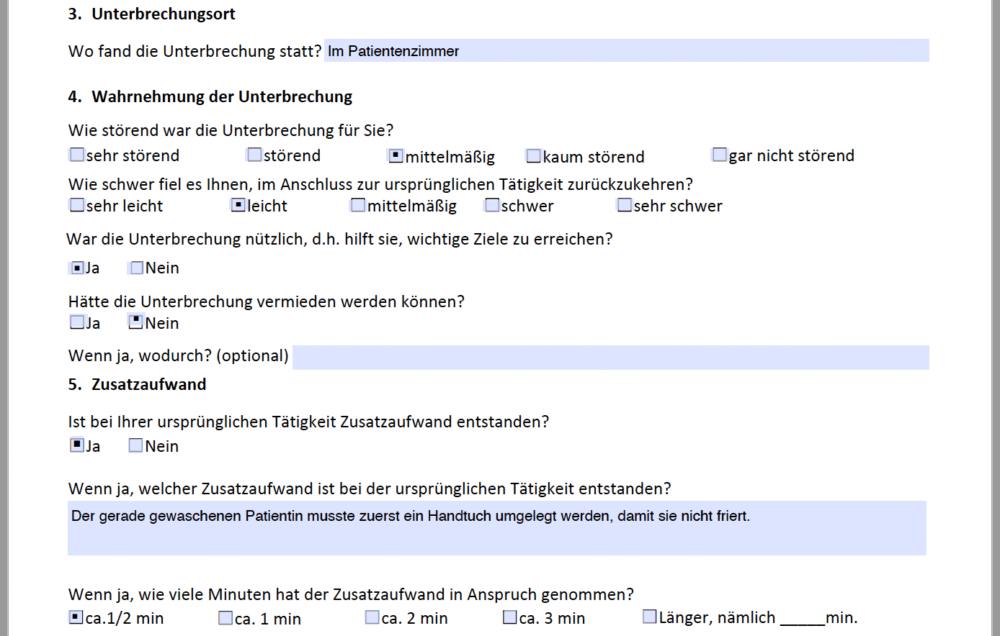 3. Unterbrechungsort
Wo fand die Unterbrechung statt? Im Patientenzimmer
4. Wahrnehmung der Unterbrechung
Wie störend war die Unterbrechung für Sie?
sehr störend störend mittelmäßig kaum störend gar nicht störend
Wie schwer fiel es Ihnen, im Anschluss zur ursprünglichen Tätigkeit zurückzukehren?
sehr leicht leicht mittelmäßig schwer sehr schwer
War die Unterbrechung nützlich, d.h. hilft sie, wichtige Ziele zu erreichen?
Ja Nein
Hätte die Unterbrechung vermieden werden können?
Ja Nein
Wenn ja, wodurch? (optional)
5. Zusatzaufwand
Ist bei Ihrer ursprünglichen Tätigkeit Zusatzaufwand entstanden?
Ja Nein
Wenn ja, welcher Zusatzaufwand ist bei der ursprünglichen Tätigkeit entstanden?
Der gerade gewaschenen Patientin musste zuerst ein Handtuch umgelegt werden, damit sie nicht friert.
Wenn ja, wie viele Minuten hat der Zusatzaufwand in Anspruch genommen?
ca.1/2 min ca. 1 min ca. 2 min ca. 3 min Länger, nämlich _____min.